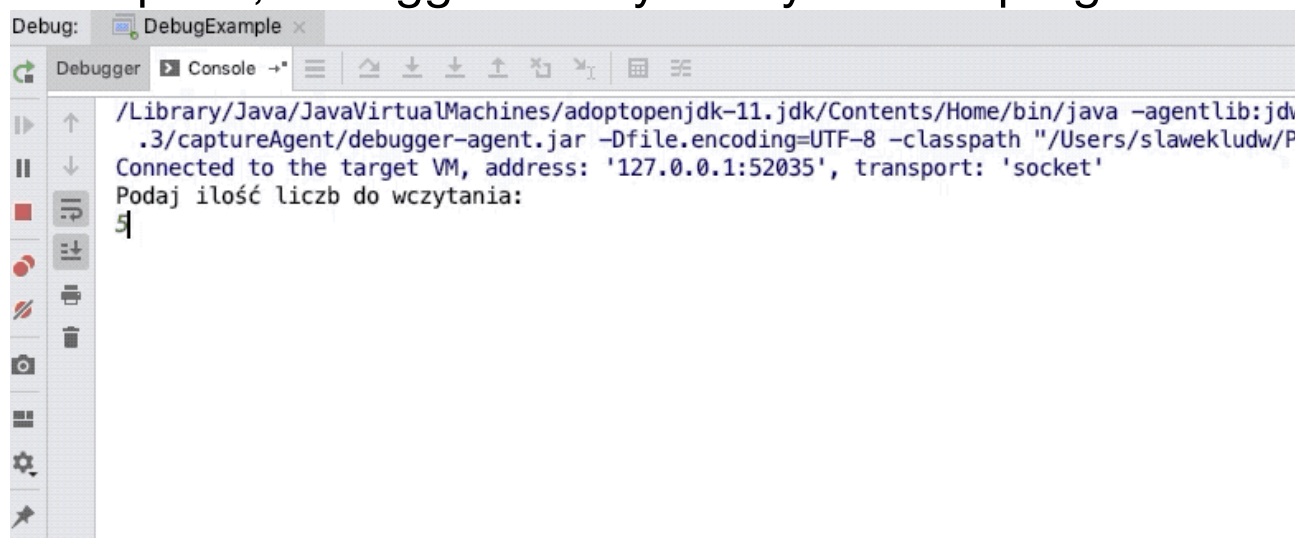 Debug: DebugExample
Debugger Console
/Library/Java/JavaVirtualMachines/adoptopenjdk-11.jdk/Contents/Home/bin/java -agentlib:jdw
.3/captureAgent/debugger-agent.jar -Dfile.encoding=UTF-8 -classpath "/Users/slawekludw/P
Connected to the target VM, address: '127.0.0.1:52035', transport: 'socket'
Podaj ilość liczb do wczytania:
5